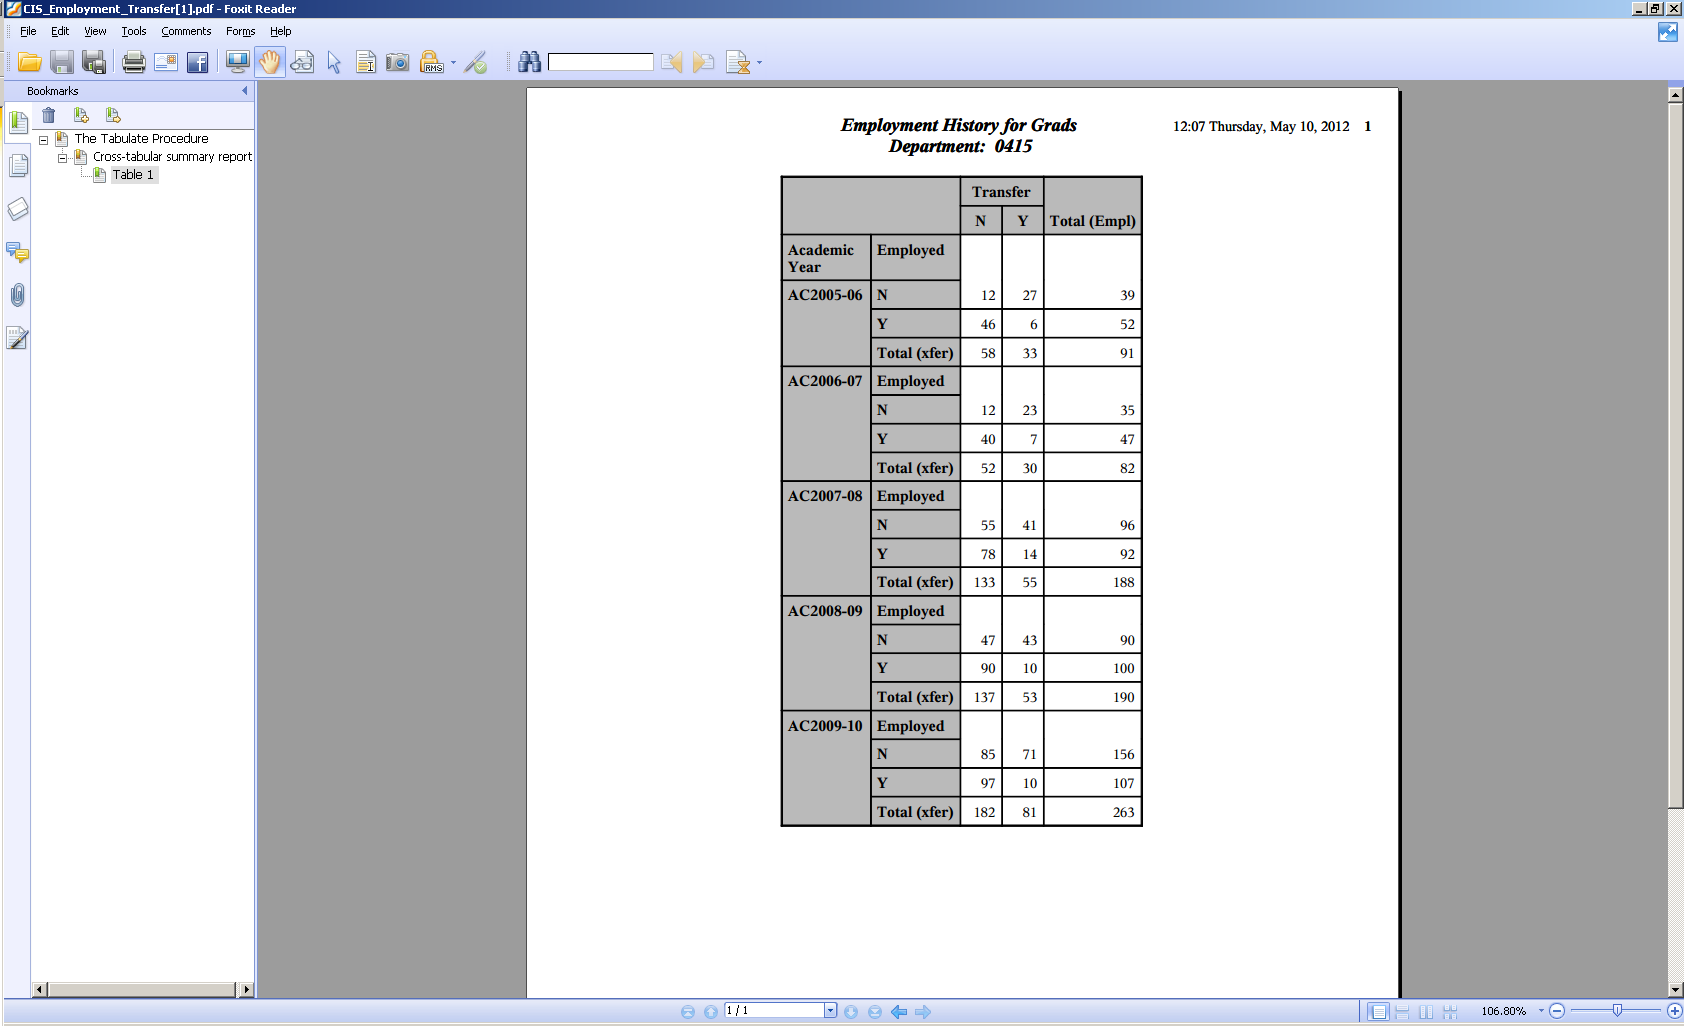 CIS_Employment_Transfer[1].pdf - Foxit Reader
File Edit View Tools Comments Forms Help
RMS
Bookmarks
The Tabulate Procedure
Cross-tabular summary report
Table 1
Employment History for Grads
Department: 0415
12:07 Thursday, May 10, 2012 1
Transfer
N Y Total (Empl)
Academic Year Employed
AC2005-06 N 12 27 39
Y 46 6 52
Total (xfer) 58 33 91
AC2006-07 Employed
N 12 23 35
Y 40 7 47
Total (xfer) 52 30 82
AC2007-08 Employed
N 55 41 96
Y 78 14 92
Total (xfer) 133 55 188
AC2008-09 Employed
N 47 43 90
Y 90 10 100
Total (xfer) 137 53 190
AC2009-10 Employed
N 85 71 156
Y 97 10 107
Total (xfer) 182 81 263
1 / 1
106.80%